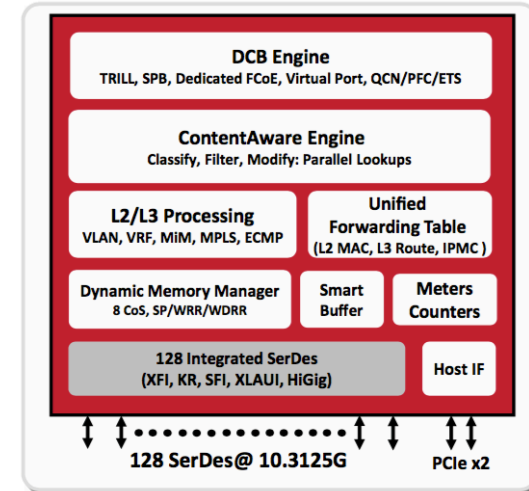 DCB Engine
TRILL, SPB, Dedicated FCoE, Virtual Port, QCN/PFC/ETS
ContentAware Engine
Classify, Filter, Modify: Parallel Lookups
L2/L3 Processing
VLAN, VRF, MiM, MPLS, ECMP
Unified
Forwarding Table
(L2 MAC, L3 Route, IPMC )
Dynamic Memory Manager
8 CoS, SP/WRR/WDRR
Smart
Buffer
Meters
Counters
128 Integrated SerDes
(XFI, KR, SFI, XLAUI, HiGig)
Host IF
128 SerDes@ 10.3125G
PCIe x2